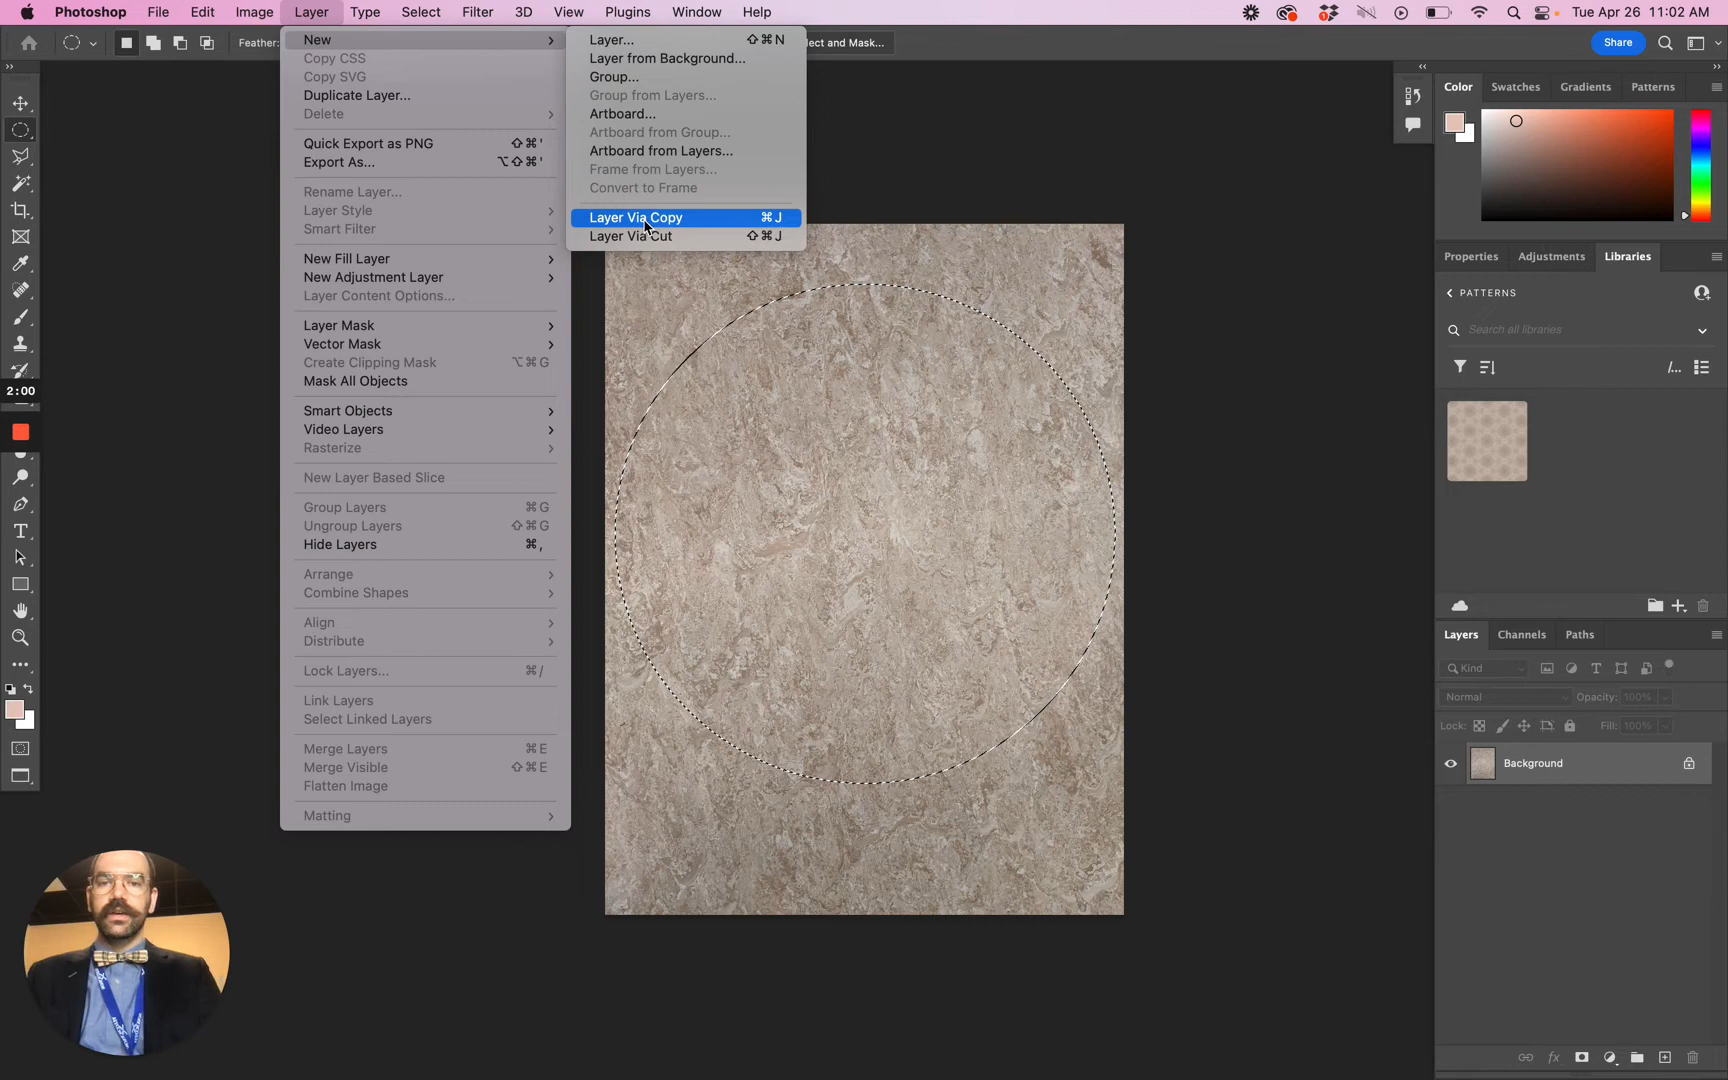 Photoshop File Edit Image Layer Type Select Filter 3D View Plugins Window Help 1 Tue Apr 26 11:02 AM
Feather: lect and Mask... Share
New
Copy CSS
Copy SVG
Duplicate Layer...
Delete
Quick Export as PNG ⇧⌘'
Export As... ⌥⇧⌘'
Rename Layer...
Layer Style
Smart Filter
New Fill Layer
New Adjustment Layer
Layer Content Options...
Layer Mask
Vector Mask
Create Clipping Mask ⌥⌘G
Mask All Objects
Smart Objects
Video Layers
Rasterize
New Layer Based Slice
Group Layers ⌘G
Ungroup Layers ⇧⌘G
Hide Layers ⌘,
Arrange
Combine Shapes
Align
Distribute
Lock Layers... ⌘/
Link Layers
Select Linked Layers
Merge Layers ⌘E
Merge Visible ⇧⌘E
Flatten Image
Matting
Layer... ⇧⌘N
Layer from Background...
Group...
Group from Layers...
Artboard...
Artboard from Group...
Artboard from Layers...
Frame from Layers...
Convert to Frame
Layer Via Copy ⌘J
Layer Via Cut ⇧⌘J
2:00
Color Swatches Gradients Patterns
Properties Adjustments Libraries
PATTERNS
Search all libraries
/...
Layers Channels Paths
Kind
Normal Opacity: 100%
Lock: Fill: 100%
Background
fx